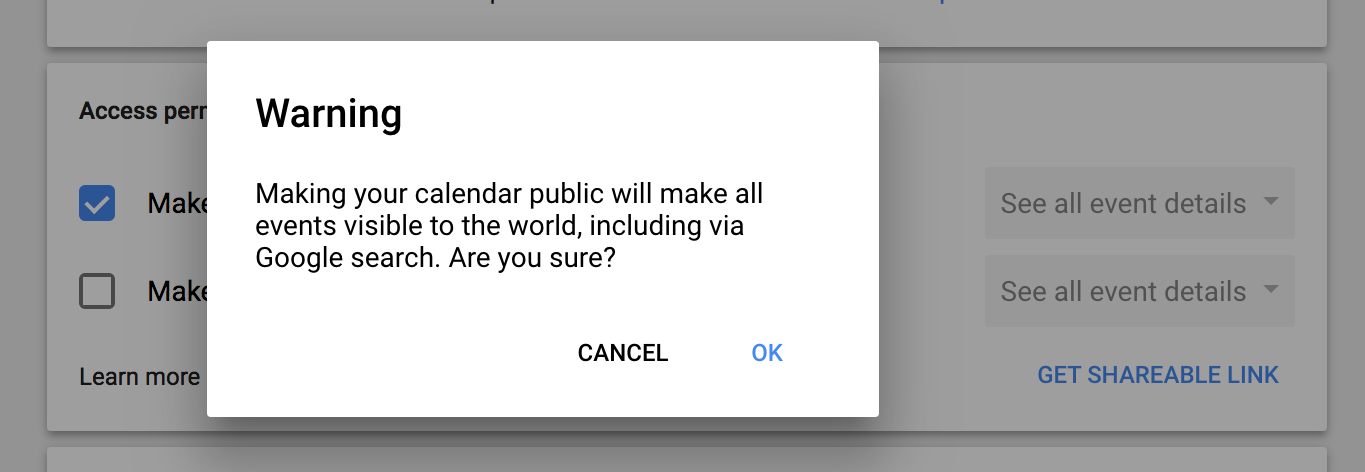 Warning
Access perr
Making your calendar public will make all
events visible to the world, including via
Google search. Are you sure?
Make
See all event details
Make
See all event details
CANCEL
OK
Learn more
GET SHAREABLE LINK